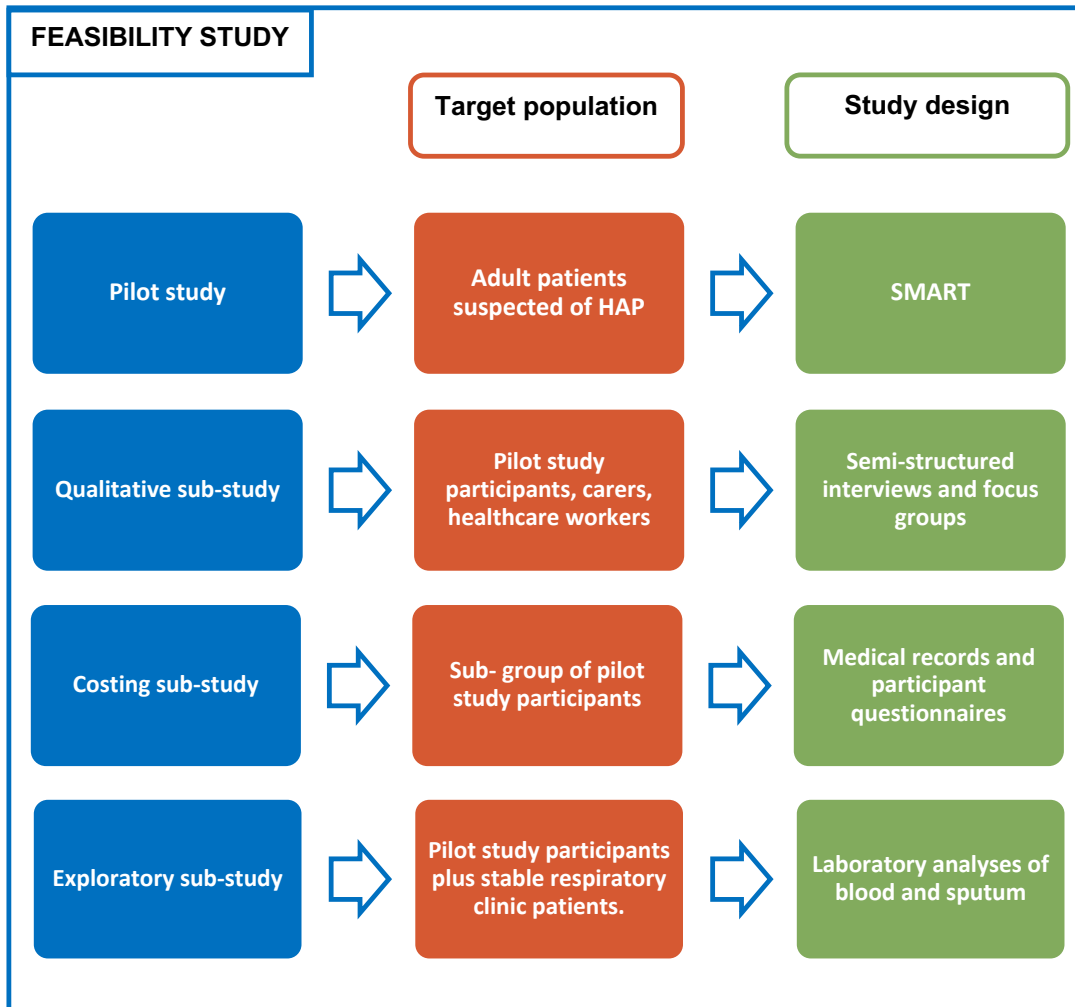 FEASIBILITY STUDY
Target population
Study design
Pilot study
Adult patients
suspected of HAP
SMART
Qualitative sub-study
Pilot study
participants, carers,
healthcare workers
Semi-structured
interviews and focus
groups
Costing sub-study
Sub- group of pilot
study participants
Medical records and
participant
questionnaires
Exploratory sub-study
Pilot study participants
plus stable respiratory
clinic patients.
Laboratory analyses of
blood and sputum